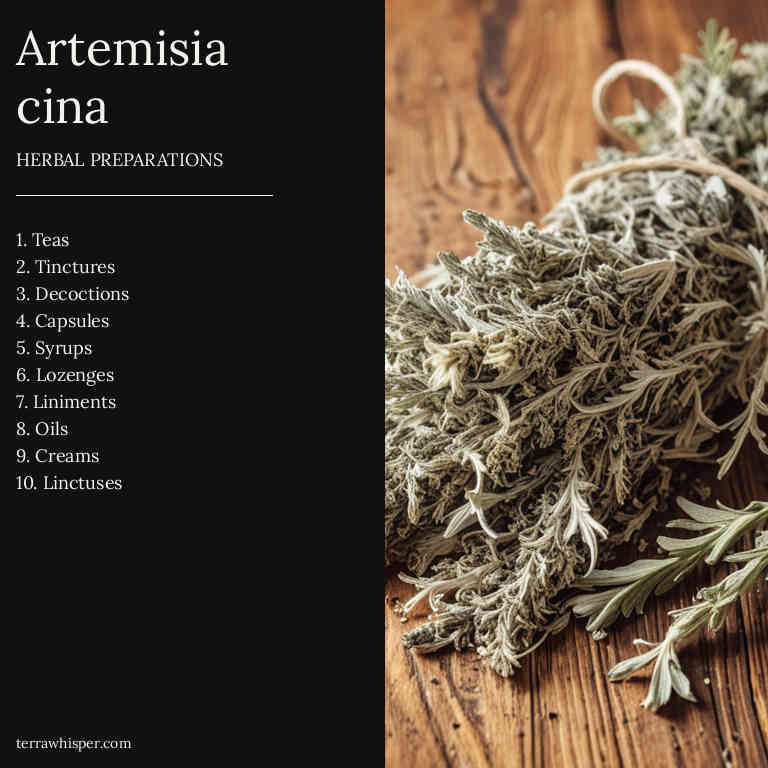 Artemisia
cina
HERBAL PREPARATIONS
1. Teas
2. Tinctures
3. Decoctions
4. Capsules
5. Syrups
6. Lozenges
7. Liniments
8. Oils
9. Creams
10. Linctuses
terrawhisper.com